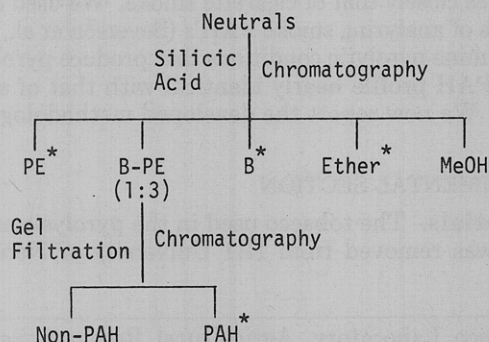 Neutrals
Silicic
Acid
Chromatography
PE*
B-PE
(1:3)
B*
Ether*
MeOH
Gel
Filtration
Chromatography
Non-PAH
PAH*